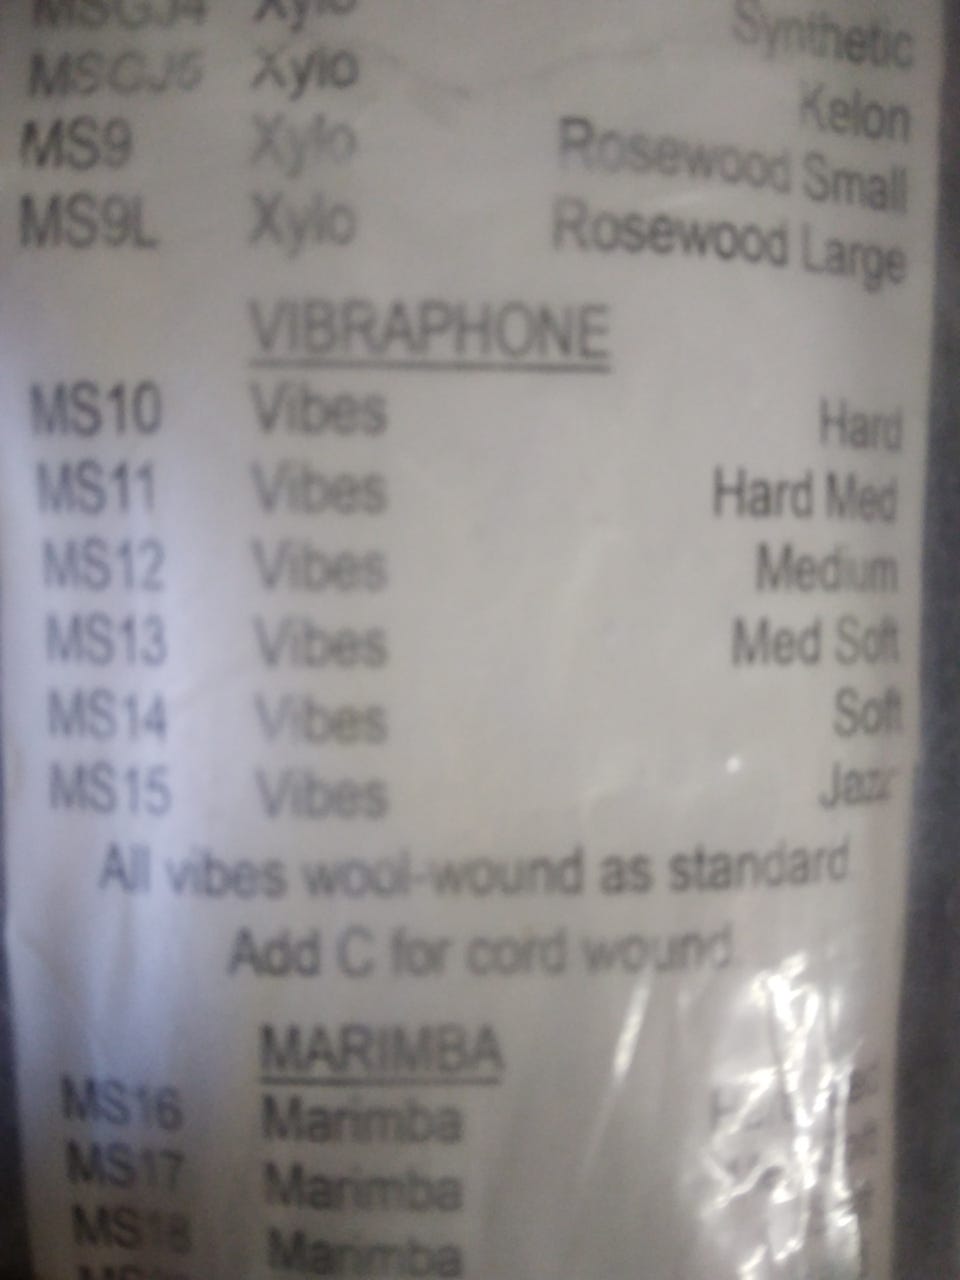 Xylo Synthetic
Xylo Kelon
MS9 Xylo Rosewood Small
MS9L Xylo Rosewood Large
VIBRAPHONE
MS10 Vibes Hard
MS11 Vibes Hard Med
MS12 Vibes Medium
MS13 Vibes Med Soft
MS14 Vibes Soft
MS15 Vibes Jazz
All vibes wool-wound as standard.
Add C for cord wound.
MARIMBA
MS16 Marimba
MS17 Marimba
MS18 Marimba